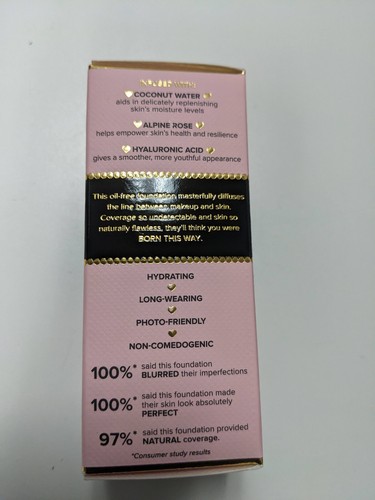 COCONUT WATER
aids in delicately replenishing
skin's moisture levels
ALPINE ROSE
helps empower skin's health and resilience
HYALURONIC ACID
gives a smoother, more youthful appearance
This oil-free foundation masterfully diffuses
the line between makeup and skin.
Coverage so undetectable and skin so
naturally flawless, they'll think you were
BORN THIS WAY.
HYDRATING
LONG-WEARING
PHOTO-FRIENDLY
NON-COMEDOGENIC
100%* said this foundation
BLURRED their imperfections
100%* said this foundation made
their skin look absolutely
PERFECT
97%* said this foundation provided
NATURAL coverage.
*Consumer study results